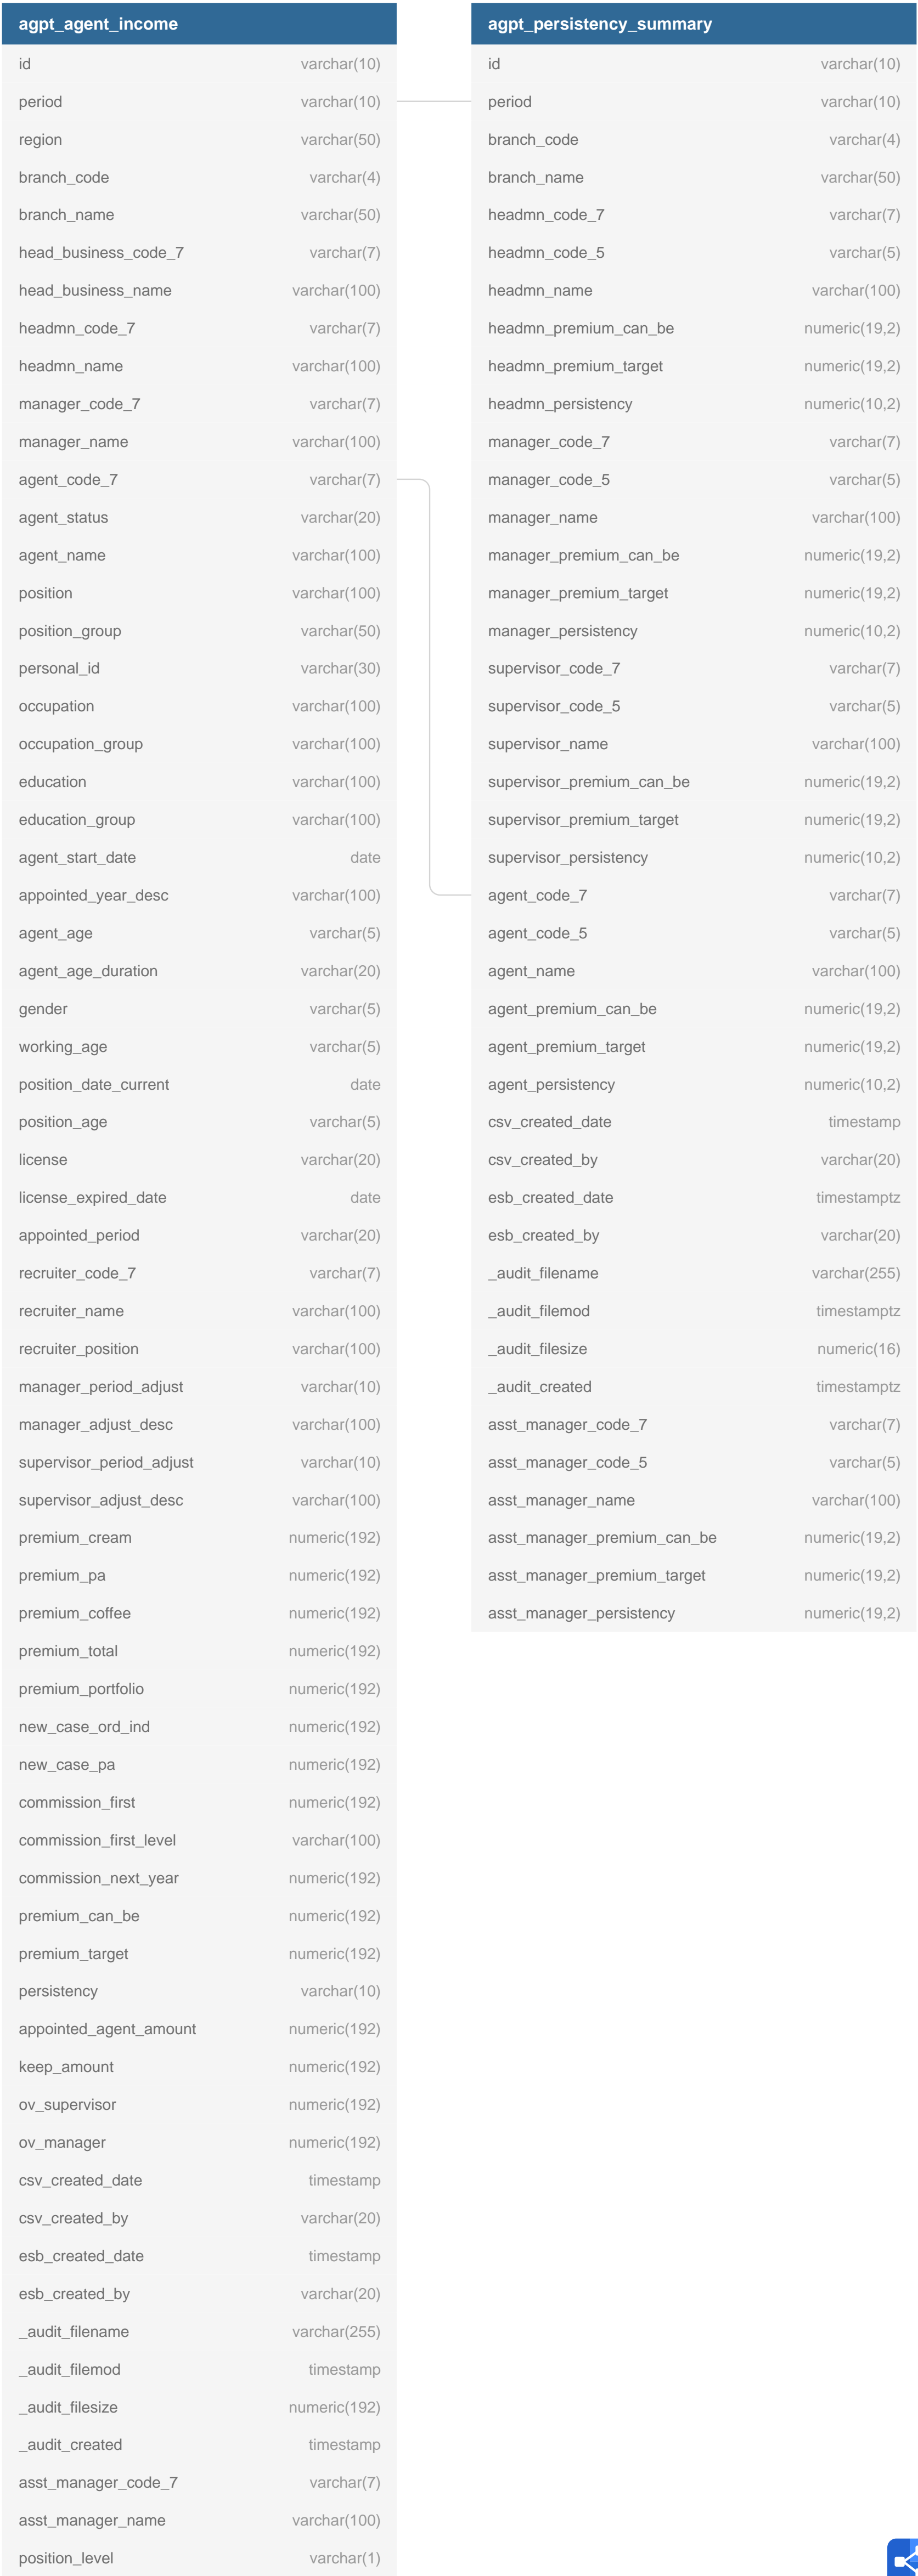 agpt_agent_income
id varchar(10)
period varchar(10)
region varchar(50)
branch_code varchar(4)
branch_name varchar(50)
head_business_code_7 varchar(7)
head_business_name varchar(100)
headmn_code_7 varchar(7)
headmn_name varchar(100)
manager_code_7 varchar(7)
manager_name varchar(100)
agent_code_7 varchar(7)
agent_status varchar(20)
agent_name varchar(100)
position varchar(100)
position_group varchar(50)
personal_id varchar(30)
occupation varchar(100)
occupation_group varchar(100)
education varchar(100)
education_group varchar(100)
agent_start_date date
appointed_year_desc varchar(100)
agent_age varchar(5)
agent_age_duration varchar(20)
gender varchar(5)
working_age varchar(5)
position_date_current date
position_age varchar(5)
license varchar(20)
license_expired_date date
appointed_period varchar(20)
recruiter_code_7 varchar(7)
recruiter_name varchar(100)
recruiter_position varchar(100)
manager_period_adjust varchar(10)
manager_adjust_desc varchar(100)
supervisor_period_adjust varchar(10)
supervisor_adjust_desc varchar(100)
premium_cream numeric(192)
premium_pa numeric(192)
premium_coffee numeric(192)
premium_total numeric(192)
premium_portfolio numeric(192)
new_case_ord_ind numeric(192)
new_case_pa numeric(192)
commission_first numeric(192)
commission_first_level varchar(100)
commission_next_year numeric(192)
premium_can_be numeric(192)
premium_target numeric(192)
persistency varchar(10)
appointed_agent_amount numeric(192)
keep_amount numeric(192)
ov_supervisor numeric(192)
ov_manager numeric(192)
csv_created_date timestamp
csv_created_by varchar(20)
esb_created_date timestamp
esb_created_by varchar(20)
_audit_filename varchar(255)
_audit_filemod timestamp
_audit_filesize numeric(192)
_audit_created timestamp
asst_manager_code_7 varchar(7)
asst_manager_name varchar(100)
position_level varchar(1)
agpt_persistency_summary
id varchar(10)
period varchar(10)
branch_code varchar(4)
branch_name varchar(50)
headmn_code_7 varchar(7)
headmn_code_5 varchar(5)
headmn_name varchar(100)
headmn_premium_can_be numeric(19,2)
headmn_premium_target numeric(19,2)
headmn_persistency numeric(10,2)
manager_code_7 varchar(7)
manager_code_5 varchar(5)
manager_name varchar(100)
manager_premium_can_be numeric(19,2)
manager_premium_target numeric(19,2)
manager_persistency numeric(10,2)
supervisor_code_7 varchar(7)
supervisor_code_5 varchar(5)
supervisor_name varchar(100)
supervisor_premium_can_be numeric(19,2)
supervisor_premium_target numeric(19,2)
supervisor_persistency numeric(10,2)
agent_code_7 varchar(7)
agent_code_5 varchar(5)
agent_name varchar(100)
agent_premium_can_be numeric(19,2)
agent_premium_target numeric(19,2)
agent_persistency numeric(10,2)
csv_created_date timestamp
csv_created_by varchar(20)
esb_created_date timestamptz
esb_created_by varchar(20)
_audit_filename varchar(255)
_audit_filemod timestamptz
_audit_filesize numeric(16)
_audit_created timestamptz
asst_manager_code_7 varchar(7)
asst_manager_code_5 varchar(5)
asst_manager_name varchar(100)
asst_manager_premium_can_be numeric(19,2)
asst_manager_premium_target numeric(19,2)
asst_manager_persistency numeric(19,2)